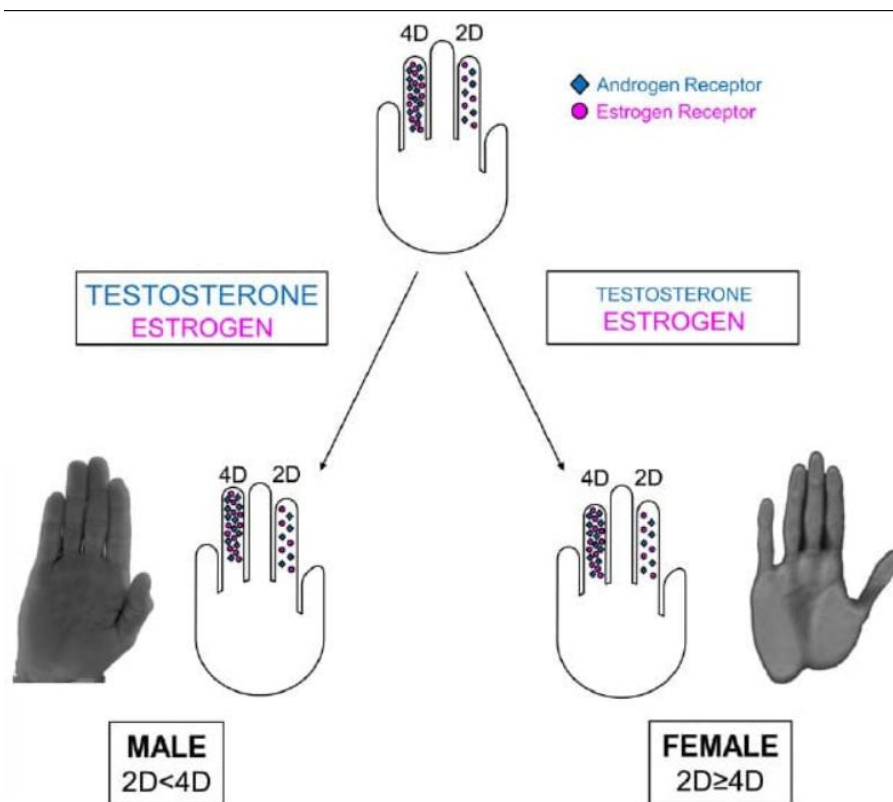 4D 2D
Androgen Receptor
Estrogen Receptor
TESTOSTERONE
ESTROGEN
TESTOSTERONE
ESTROGEN
4D 2D
4D 2D
MALE
2D<4D
FEMALE
2D≥4D